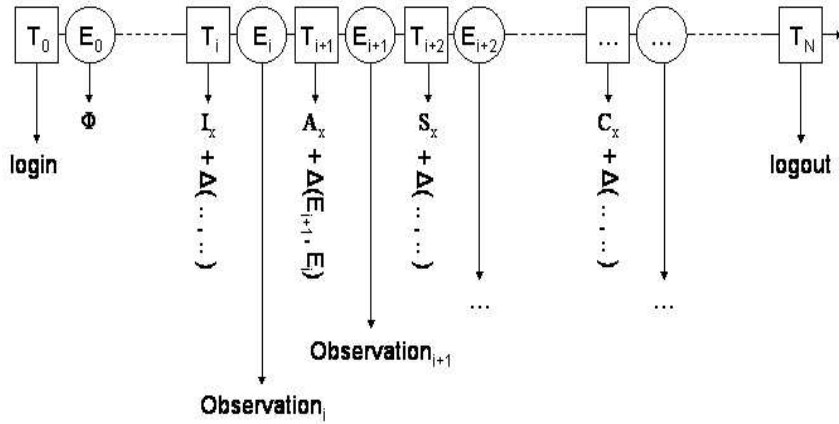 T₀ E₀ Tᵢ Eᵢ Tᵢ₊₁ Eᵢ₊₁ Tᵢ₊₂ Eᵢ₊₂ ... ... T_N
Φ Iₓ Aₓ Sₓ Cₓ
login logout
+ Δ(... , ...)
+ Δ(Eᵢ₊₁ , Eᵢ)
+ Δ(... , ...)
+ Δ(... , ...)
... ...
Observationᵢ₊₁
Observationᵢ